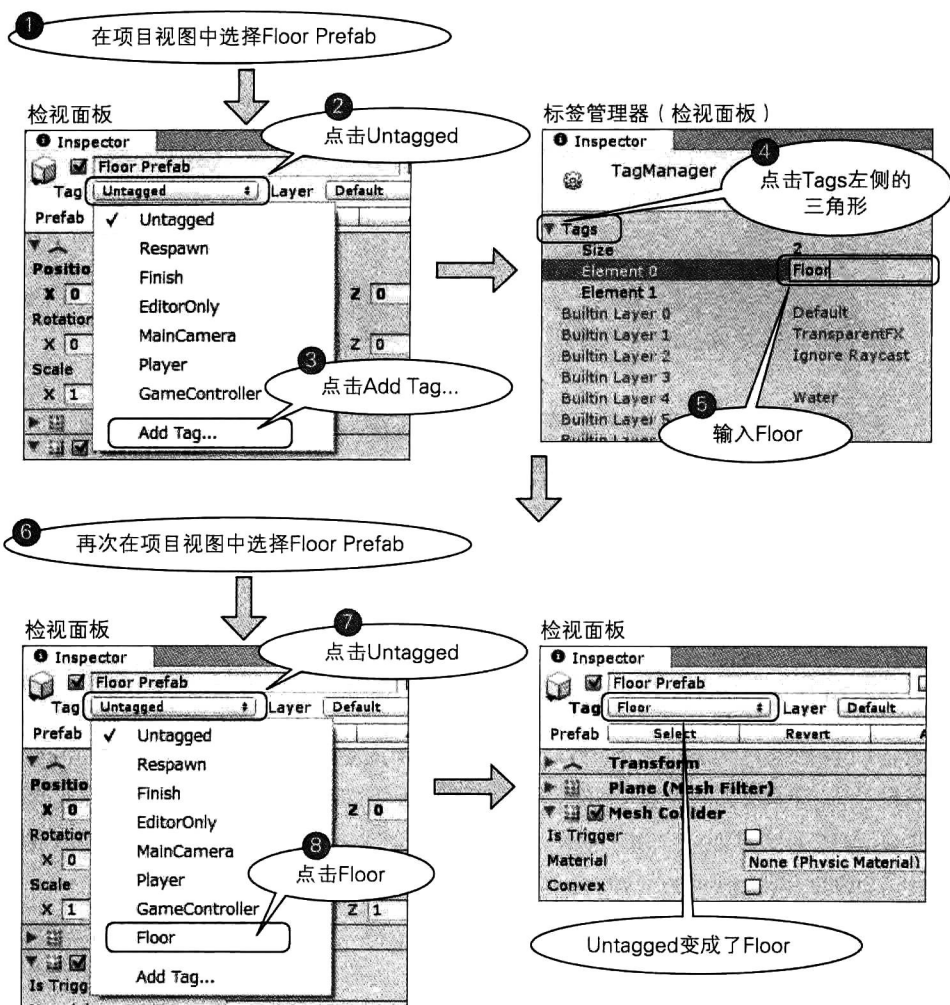 1
在项目视图中选择Floor Prefab
检视面板
2
点击Untagged
Inspector
Floor Prefab
Tag Untagged Layer Default
Prefab
✓ Untagged
Respawn
Finish
EditorOnly
MainCamera
Player
GameController
Add Tag...
Positio
X 0 Z 0
Rotation
X 0 Z 0
Scale
X 1
3
点击Add Tag...
标签管理器（检视面板）
Inspector
TagManager
4
点击Tags左侧的
三角形
Tags
Size 2
Element 0 Floor
Element 1
Builtin Layer 0 Default
Builtin Layer 1 TransparentFX
Builtin Layer 2 Ignore Raycast
Builtin Layer 3
Builtin Layer 4 Water
Builtin Layer 5
5
输入Floor
6
再次在项目视图中选择Floor Prefab
检视面板
7
点击Untagged
Inspector
Floor Prefab
Tag Untagged Layer Default
Prefab
✓ Untagged
Respawn
Finish
EditorOnly
MainCamera
Player
GameController
Floor
Add Tag...
Positio
X 0 Z 0
Rotation
X 0
Scale
X 1 Z 1
Is Trigg
8
点击Floor
检视面板
Inspector
Floor Prefab
Tag Floor Layer Default
Prefab Select Revert
Transform
Plane (Mesh Filter)
Mesh Collider
Is Trigger
Material None (Physic Material)
Convex
Untagged变成了Floor